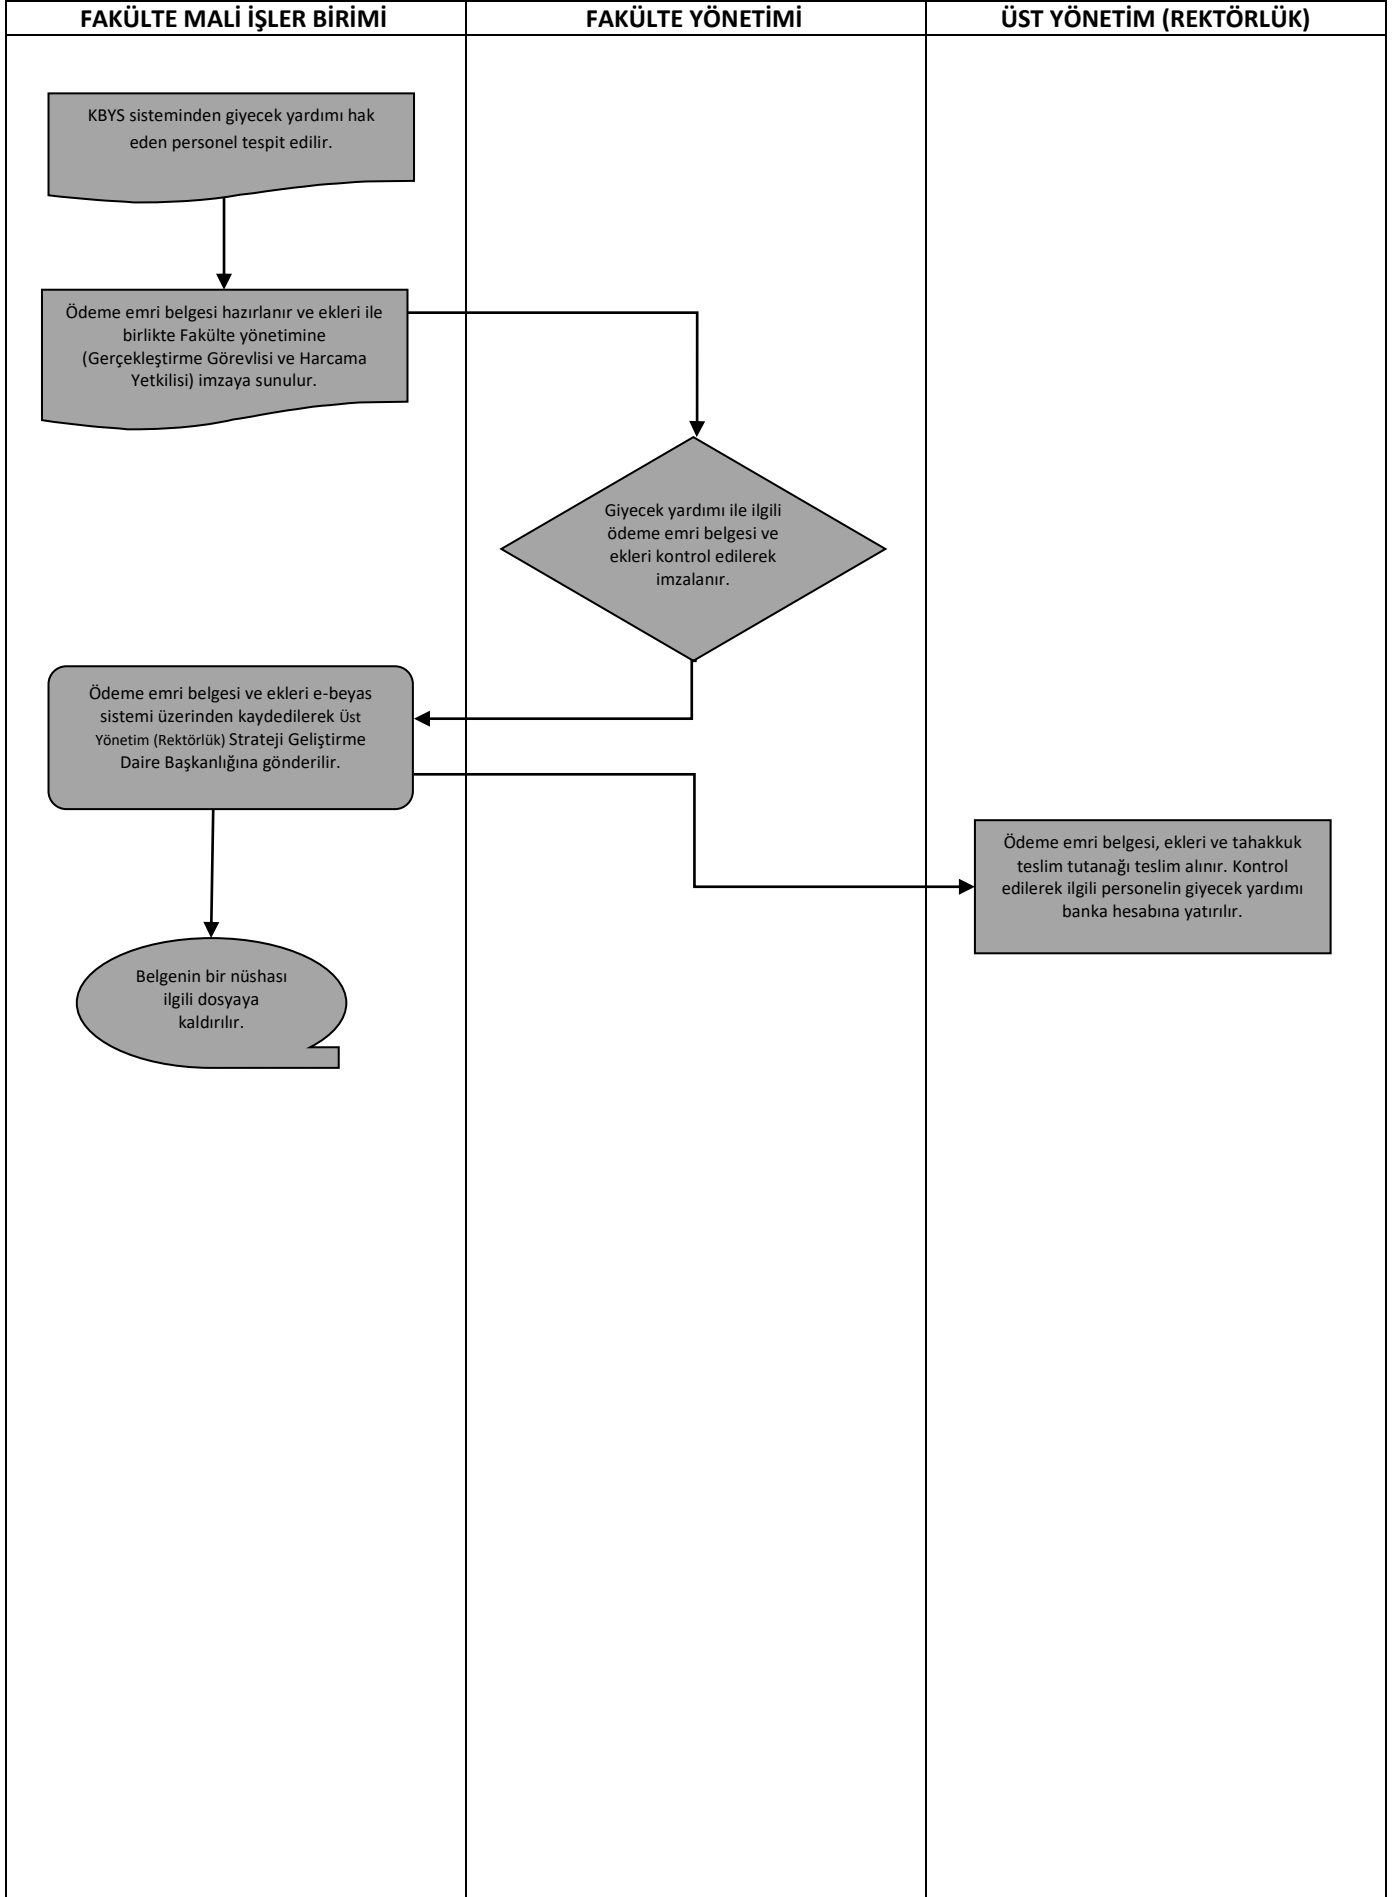 FAKÜLTE MALİ İŞLER BİRİMİ
FAKÜLTE YÖNETİMİ
ÜST YÖNETİM (REKTÖRLÜK)
KBYS sisteminden giyecek yardımı hak
eden personel tespit edilir.
Ödeme emri belgesi hazırlanır ve ekleri ile
birlikte Fakülte yönetimine
(Gerçekleştirme Görevlisi ve Harcama
Yetkilisi) imzaya sunulur.
Giyecek yardımı ile ilgili
ödeme emri belgesi ve
ekleri kontrol edilerek
imzalanır.
Ödeme emri belgesi ve ekleri e-beyas
sistemi üzerinden kaydedilerek Üst
Yönetim (Rektörlük) Strateji Geliştirme
Daire Başkanlığına gönderilir.
Ödeme emri belgesi, ekleri ve tahakkuk
teslim tutanağı teslim alınır. Kontrol
edilerek ilgili personelin giyecek yardımı
banka hesabına yatırılır.
Belgenin bir nüshası
ilgili dosyaya
kaldırılır.